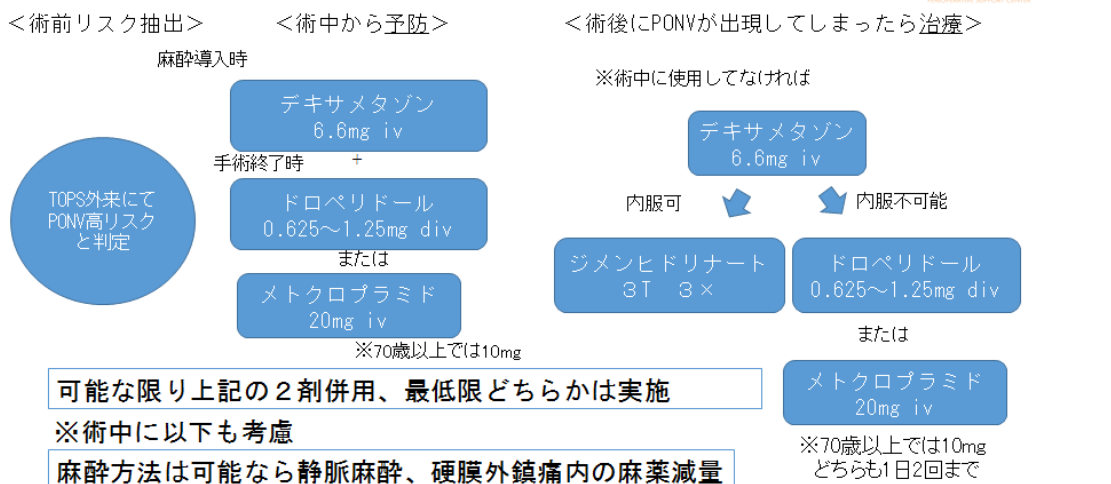 ＜術前リスク抽出＞
＜術中から予防＞
麻酔導入時
デキサメタゾン
6.6mg iv
手術終了時
+
TOPS外来にて
PONV高リスク
と判定
ドロペリドール
0.625～1.25mg div
または
メトクロプラミド
20mg iv
※70歳以上では10mg
＜術後にPONVが出現してしまったら治療＞
※術中に使用してなければ
デキサメタゾン
6.6mg iv
内服可
内服不可能
ジメンヒドリナート
３T　３×
ドロペリドール
0.625～1.25mg div
または
メトクロプラミド
20mg iv
※70歳以上では10mg
どちらも1日2回まで
可能な限り上記の２剤併用、最低限どちらかは実施
※術中に以下も考慮
麻酔方法は可能なら静脈麻酔、硬膜外鎮痛内の麻薬減量